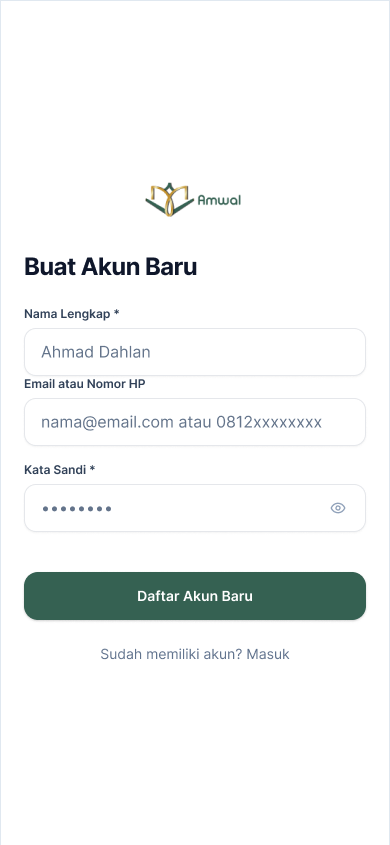 Amwal
Buat Akun Baru
Nama Lengkap *
Ahmad Dahlan
Email atau Nomor HP
nama@email.com atau 0812xxxxxxxx
Kata Sandi *
••••••••
Daftar Akun Baru
Sudah memiliki akun? Masuk